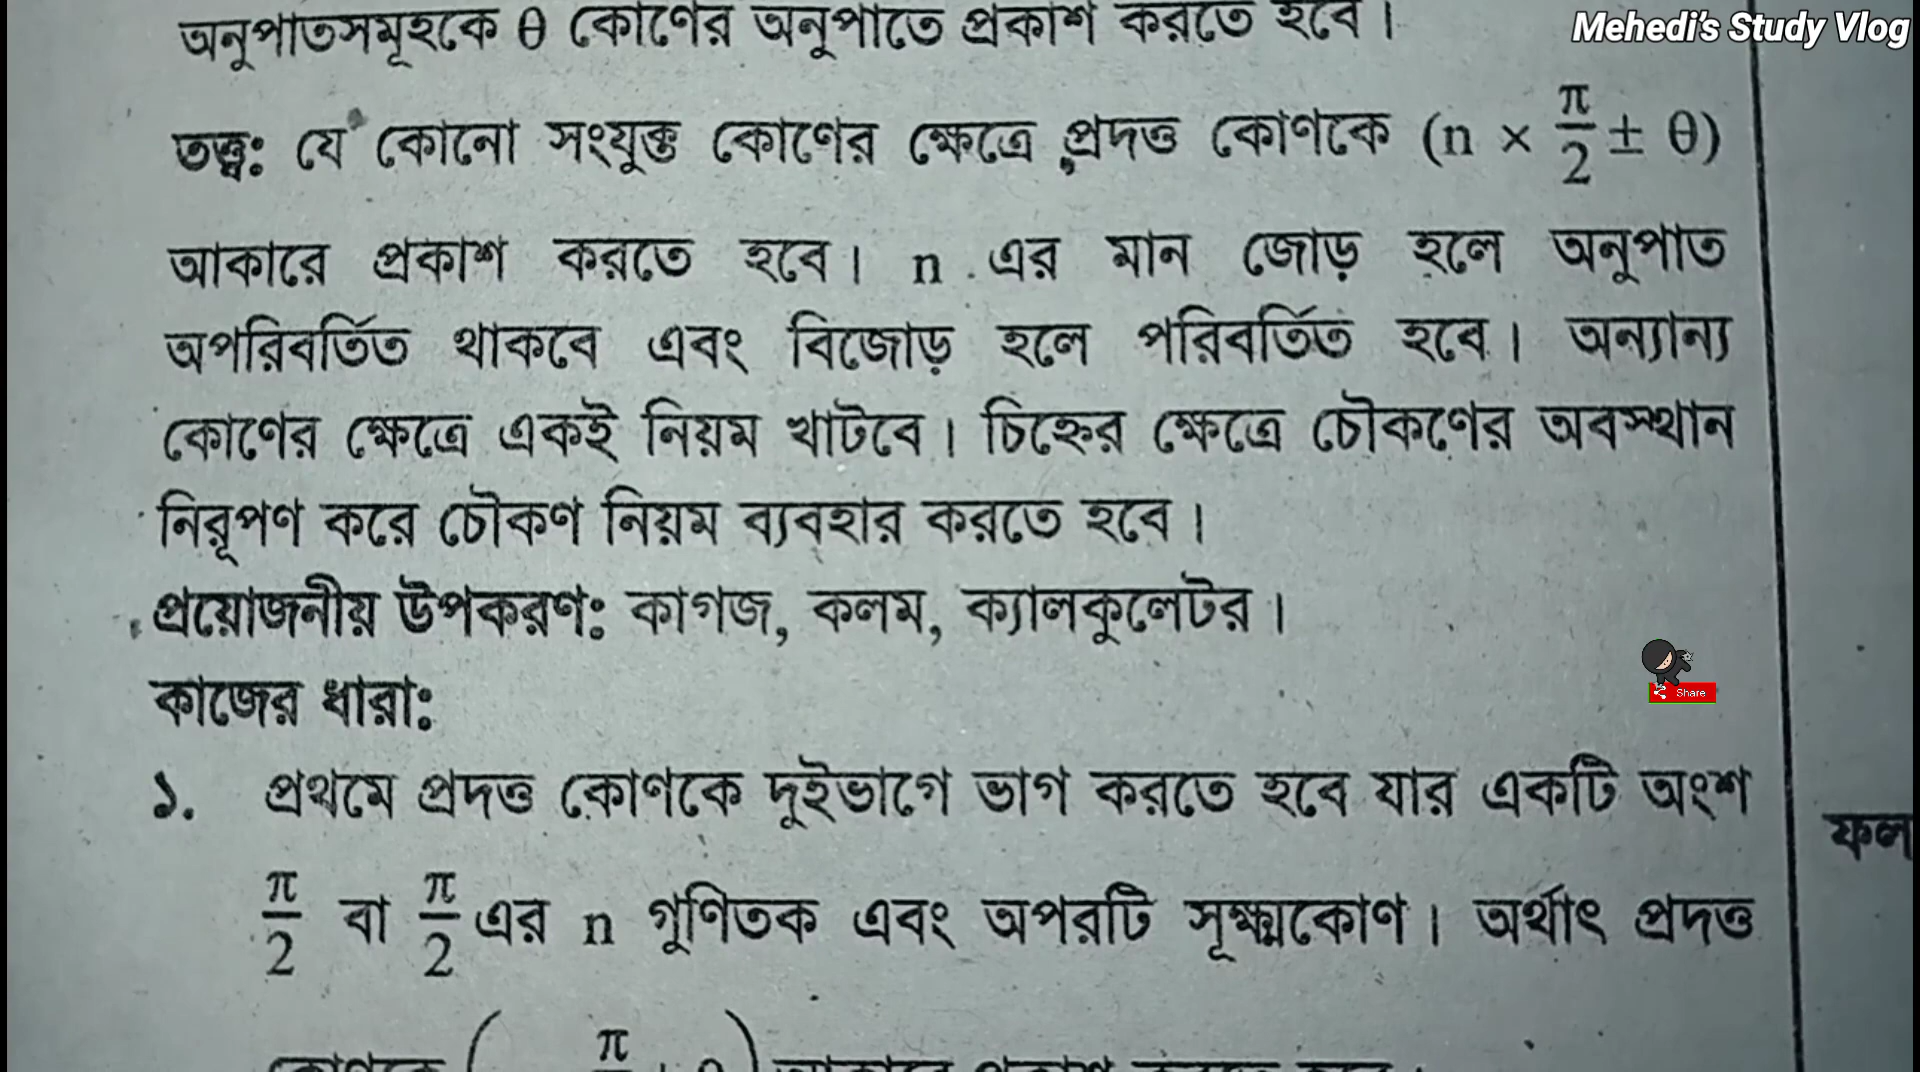 অনুপাতসমূহকে θ কোণের অনুপাতে প্রকাশ করতে হবে।
Mehedi's Study Vlog
তত্ত্ব: যে কোনো সংযুক্ত কোণের ক্ষেত্রে প্রদত্ত কোণকে (n × π/2 ± θ)
আকারে প্রকাশ করতে হবে। n এর মান জোড় হলে অনুপাত
অপরিবর্তিত থাকবে এবং বিজোড় হলে পরিবর্তিত হবে। অন্যান্য
কোণের ক্ষেত্রে একই নিয়ম খাটবে। চিহ্নের ক্ষেত্রে চৌকণের অবস্থান
নিরূপণ করে চৌকণ নিয়ম ব্যবহার করতে হবে।
প্রয়োজনীয় উপকরণ: কাগজ, কলম, ক্যালকুলেটর।
Share
কাজের ধারা:
১. প্রথমে প্রদত্ত কোণকে দুইভাগে ভাগ করতে হবে যার একটি অংশ
ফল
π/2 বা π/2 এর n গুণিতক এবং অপরটি সূক্ষ্মকোণ। অর্থাৎ প্রদত্ত